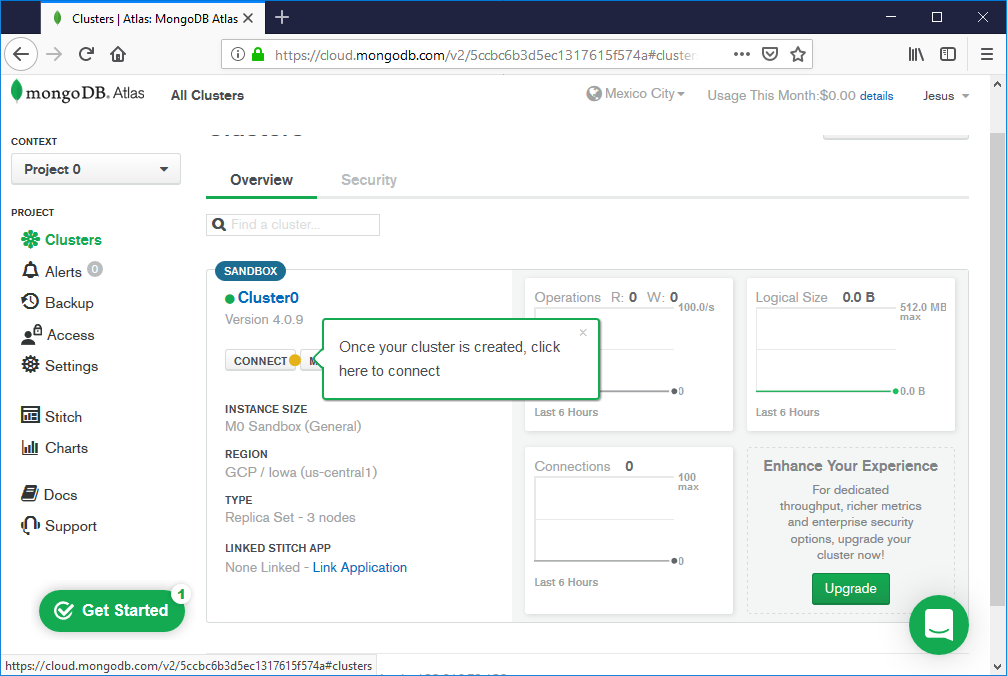 Clusters | Atlas: MongoDB Atlas
https://cloud.mongodb.com/v2/5ccbc6b3d5ec1317615f574a#cluster
mongoDB. Atlas
All Clusters
Mexico City
Usage This Month:$0.00 details
Jesus
CONTEXT
Project 0
PROJECT
Clusters
Alerts 0
Backup
Access
Settings
Stitch
Charts
Docs
Support
Get Started 1
Clusters
Overview
Security
Find a cluster...
SANDBOX
Cluster0
Version 4.0.9
CONNECT
Once your cluster is created, click
here to connect
INSTANCE SIZE
M0 Sandbox (General)
REGION
GCP / Iowa (us-central1)
TYPE
Replica Set - 3 nodes
LINKED STITCH APP
None Linked - Link Application
Operations R: 0 W: 0
100.0/s
0
Last 6 Hours
Logical Size 0.0 B
512.0 MB
max
0.0 B
Last 6 Hours
Connections 0
100
max
0
Last 6 Hours
Enhance Your Experience
For dedicated
throughput, richer metrics
and enterprise security
options, upgrade your
cluster now!
Upgrade
https://cloud.mongodb.com/v2/5ccbc6b3d5ec1317615f574a#clusters